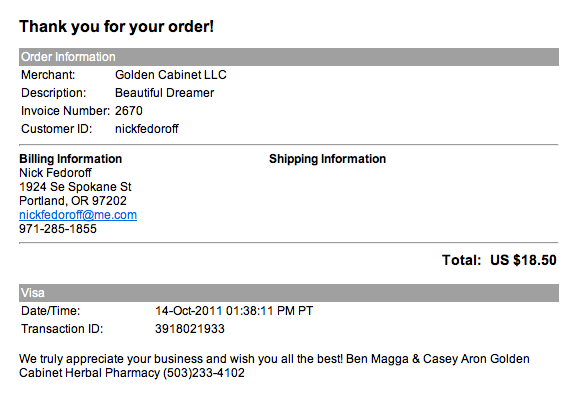 Thank you for your order!
Order Information
Merchant: Golden Cabinet LLC
Description: Beautiful Dreamer
Invoice Number: 2670
Customer ID: nickfedoroff
Billing Information Shipping Information
Nick Fedoroff
1924 Se Spokane St
Portland, OR 97202
nickfedoroff@me.com
971-285-1855
Total: US $18.50
Visa
Date/Time: 14-Oct-2011 01:38:11 PM PT
Transaction ID: 3918021933
We truly appreciate your business and wish you all the best! Ben Magga & Casey Aron Golden
Cabinet Herbal Pharmacy (503)233-4102